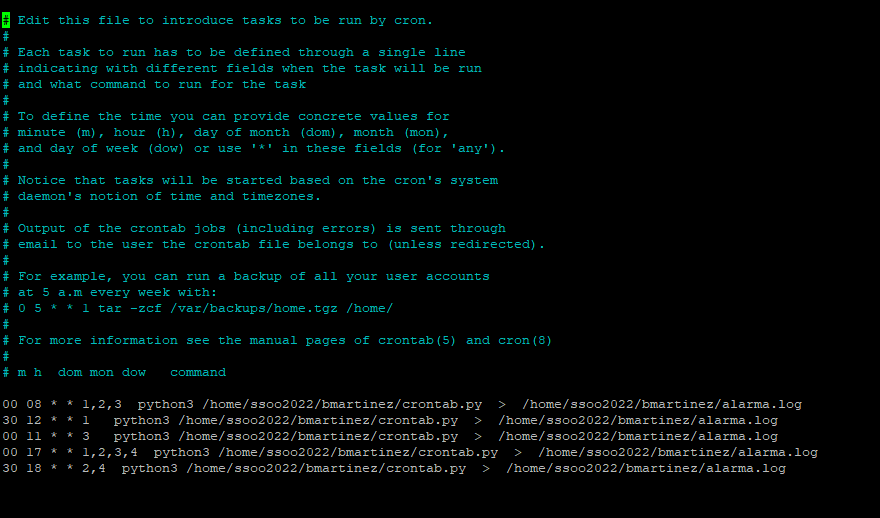 # Edit this file to introduce tasks to be run by cron.
#
# Each task to run has to be defined through a single line
# indicating with different fields when the task will be run
# and what command to run for the task
#
# To define the time you can provide concrete values for
# minute (m), hour (h), day of month (dom), month (mon),
# and day of week (dow) or use '*' in these fields (for 'any').
#
# Notice that tasks will be started based on the cron's system
# daemon's notion of time and timezones.
#
# Output of the crontab jobs (including errors) is sent through
# email to the user the crontab file belongs to (unless redirected).
#
# For example, you can run a backup of all your user accounts
# at 5 a.m every week with:
# 0 5 * * 1 tar -zcf /var/backups/home.tgz /home/
#
# For more information see the manual pages of crontab(5) and cron(8)
#
# m h  dom mon dow   command
00 08 * * 1,2,3  python3 /home/ssoo2022/bmartinez/crontab.py  >  /home/ssoo2022/bmartinez/alarma.log
30 12 * * 1   python3 /home/ssoo2022/bmartinez/crontab.py  >  /home/ssoo2022/bmartinez/alarma.log
00 11 * * 3   python3 /home/ssoo2022/bmartinez/crontab.py  >  /home/ssoo2022/bmartinez/alarma.log
00 17 * * 1,2,3,4  python3 /home/ssoo2022/bmartinez/crontab.py  >  /home/ssoo2022/bmartinez/alarma.log
30 18 * * 2,4  python3 /home/ssoo2022/bmartinez/crontab.py  >  /home/ssoo2022/bmartinez/alarma.log